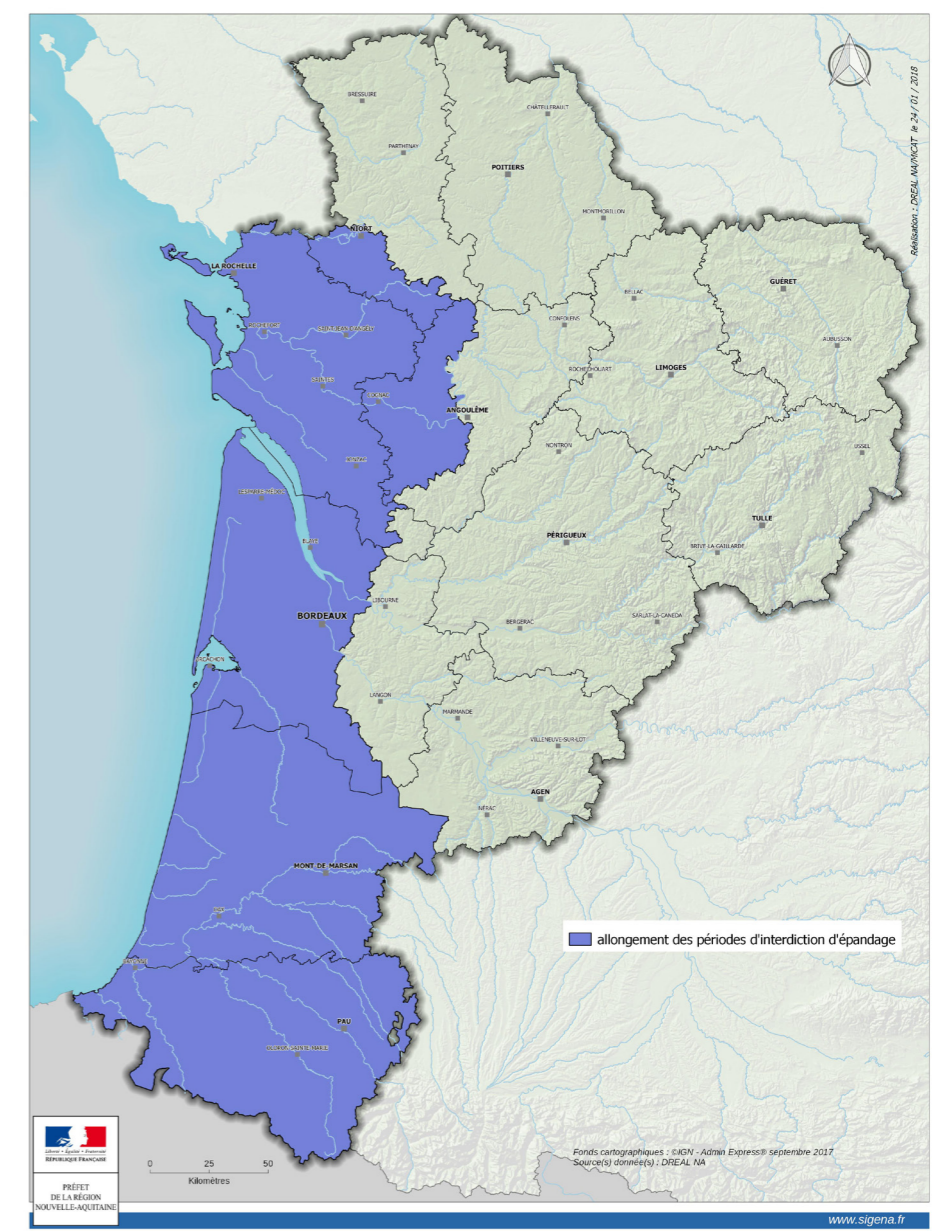 Réalisation : DREAL NA/MICAT le 24 / 01 / 2018
BRESSUIRE
CHÂTELLERAULT
PARTHENAY
POITIERS
MONTMORILLON
NIORT
LA ROCHELLE
GUÉRET
BELLAC
CONFOLENS
ROCHEFORT
SAINT-JEAN-D'ANGELY
AUBUSSON
ROCHECHOUART
LIMOGES
SAINTES
COGNAC
ANGOULÊME
NONTRON
USSEL
JONZAC
LESPARRE-MÉDOC
TULLE
PÉRIGUEUX
BLAYE
BRIVE-LA-GAILLARDE
LIBOURNE
BORDEAUX
SARLAT-LA-CANÉDA
BERGERAC
ARCACHON
LANGON
MARMANDE
VILLENEUVE-SUR-LOT
AGEN
NÉRAC
MONT-DE-MARSAN
DAX
allongement des périodes d'interdiction d'épandage
BAYONNE
PAU
OLORON-SAINTE-MARIE
Liberté • Égalité • Fraternité
RÉPUBLIQUE FRANÇAISE
PRÉFET
DE LA RÉGION
NOUVELLE-AQUITAINE
0 25 50
Kilomètres
Fonds cartographiques : ©IGN - Admin Express® septembre 2017
Source(s) donnée(s) : DREAL NA
www.sigena.fr